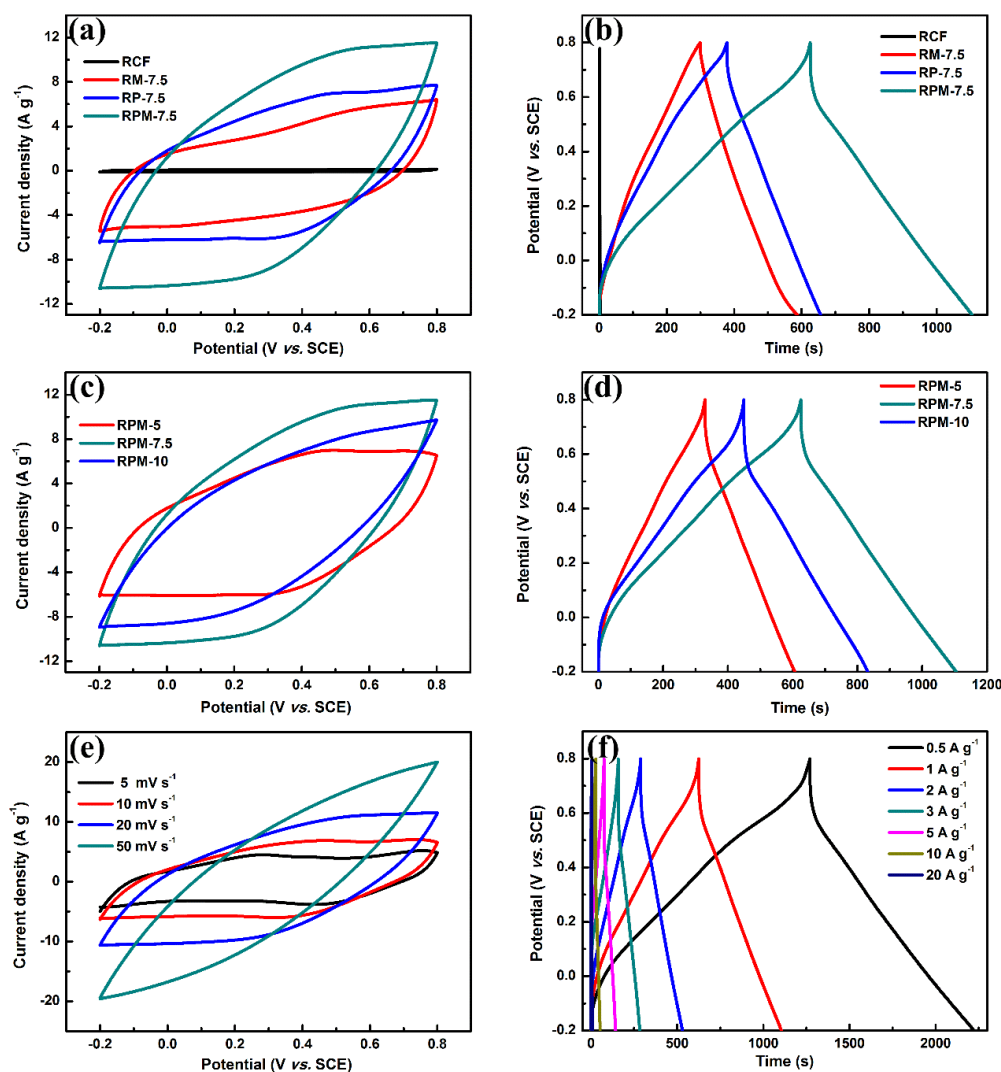 (a)
RCF
RM-7.5
RP-7.5
RPM-7.5
12
8
4
0
-4
-8
-12
Current density (A g⁻¹)
-0.2 0.0 0.2 0.4 0.6 0.8
Potential (V vs. SCE)
(b)
RCF
RM-7.5
RP-7.5
RPM-7.5
0.8
0.4
0.0
-0.2
Potential (V vs. SCE)
0 200 400 600 800 1000
Time (s)
(c)
RPM-5
RPM-7.5
RPM-10
12
8
4
0
-4
-8
-12
Current density (A g⁻¹)
-0.2 0.0 0.2 0.4 0.6 0.8
Potential (V vs. SCE)
(d)
RPM-5
RPM-7.5
RPM-10
0.8
0.6
0.4
0.2
0.0
-0.2
Potential (V vs. SCE)
0 200 400 600 800 1000 1200
Time (s)
(e)
5 mV s⁻¹
10 mV s⁻¹
20 mV s⁻¹
50 mV s⁻¹
20
10
0
-10
-20
Current density (A g⁻¹)
-0.2 0.0 0.2 0.4 0.6 0.8
Potential (V vs. SCE)
(f)
0.5 A g⁻¹
1 A g⁻¹
2 A g⁻¹
3 A g⁻¹
5 A g⁻¹
10 A g⁻¹
20 A g⁻¹
0.8
0.6
0.4
0.2
0.0
-0.2
Potential (V vs. SCE)
0 500 1000 1500 2000
Time (s)